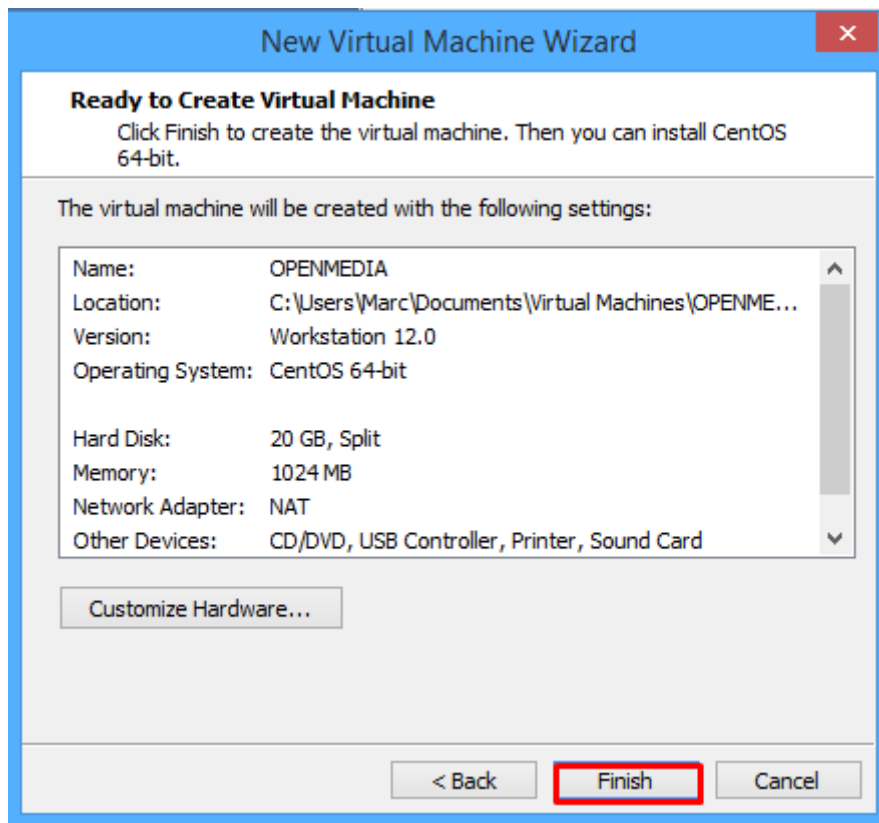 New Virtual Machine Wizard
Ready to Create Virtual Machine
Click Finish to create the virtual machine. Then you can install CentOS
64-bit.
The virtual machine will be created with the following settings:
Name: OPENMEDIA
Location: C:\Users\Marc\Documents\Virtual Machines\OPENME...
Version: Workstation 12.0
Operating System: CentOS 64-bit
Hard Disk: 20 GB, Split
Memory: 1024 MB
Network Adapter: NAT
Other Devices: CD/DVD, USB Controller, Printer, Sound Card
Customize Hardware...
< Back Finish Cancel